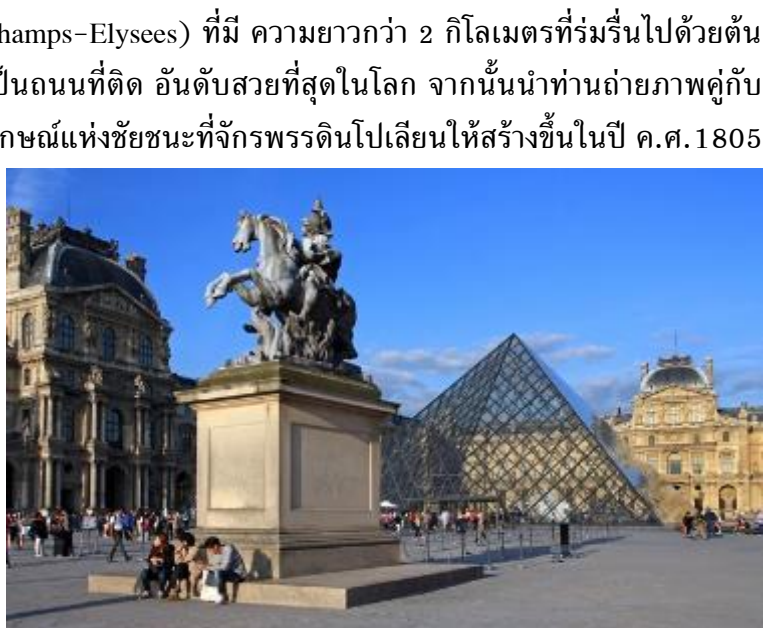 hamps-Elysees) ที่มี ความยาวกว่า 2 กิโลเมตรที่ร่มรื่นไปด้วยต้น
ป็นถนนที่ติด อันดับสวยที่สุดในโลก จากนั้นนำท่านถ่ายภาพคู่กับ
กษณ์แห่งชัยชนะที่จักรพรรดินโปเลียนให้สร้างขึ้นในปี ค.ศ.1805